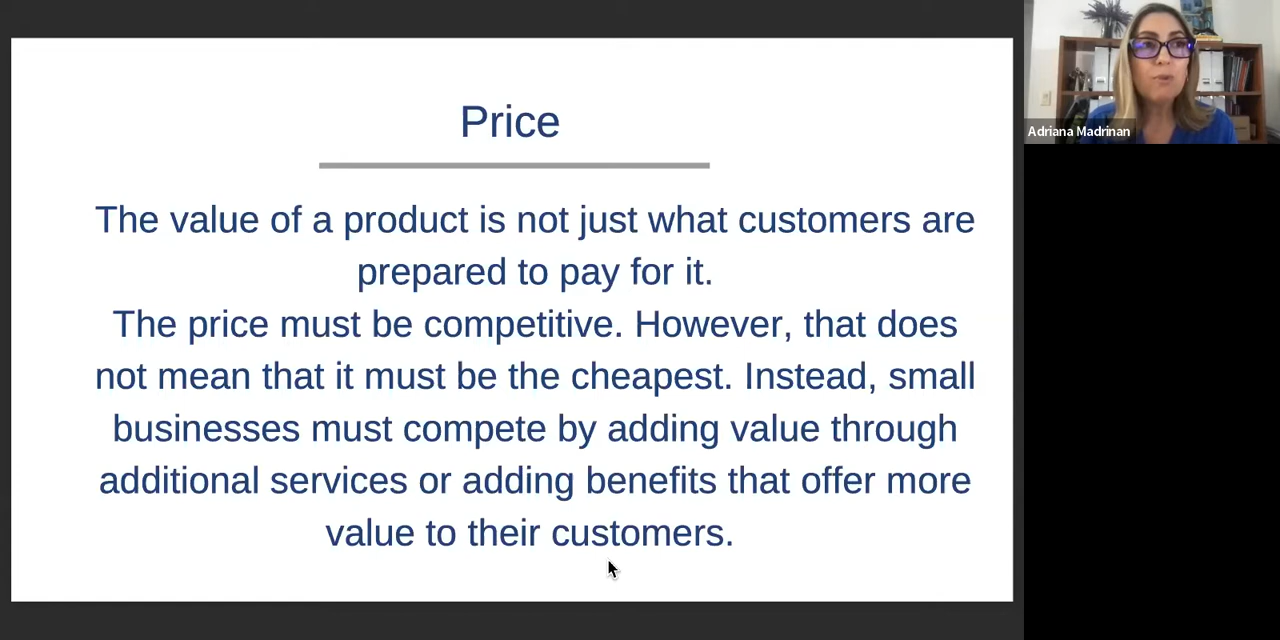 Price
The value of a product is not just what customers are
prepared to pay for it.
The price must be competitive. However, that does
not mean that it must be the cheapest. Instead, small
businesses must compete by adding value through
additional services or adding benefits that offer more
value to their customers.
Adriana Madrinan